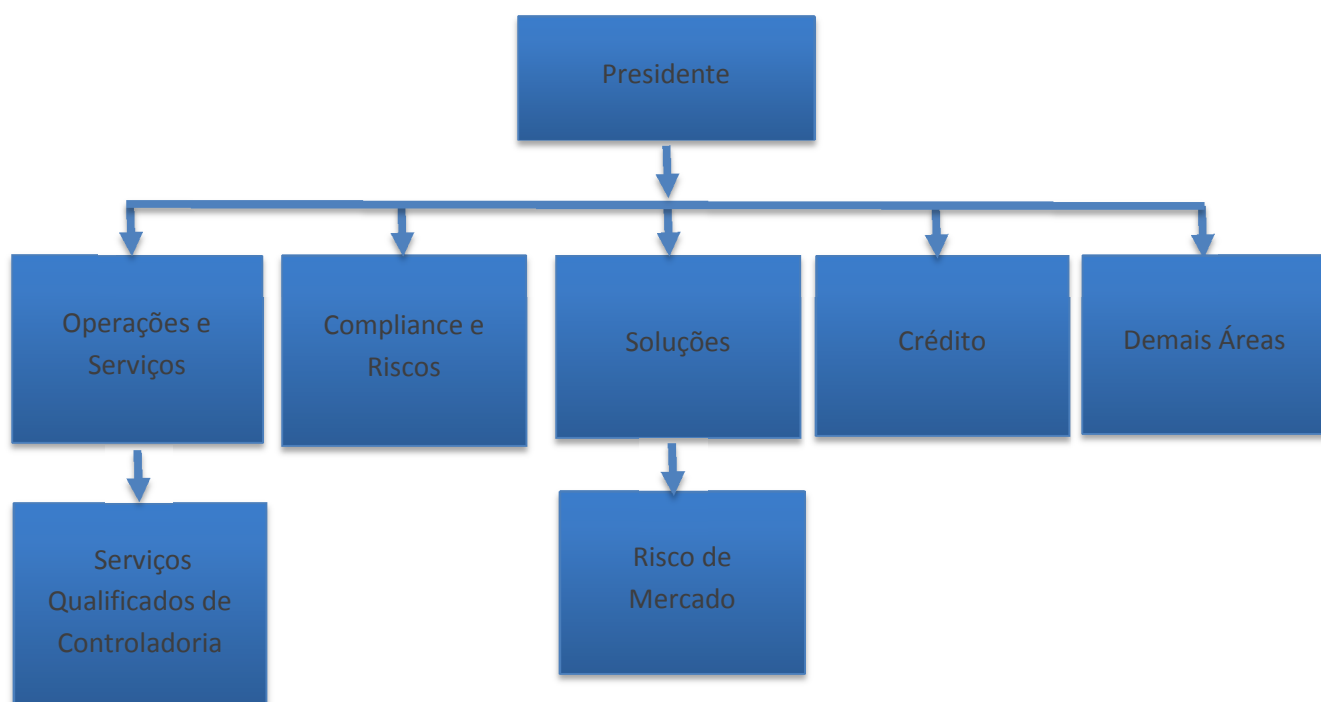 Presidente
Operações e
Serviços
Compliance e
Riscos
Soluções
Crédito
Demais Áreas
Serviços
Qualificados de
Controladoria
Risco de
Mercado